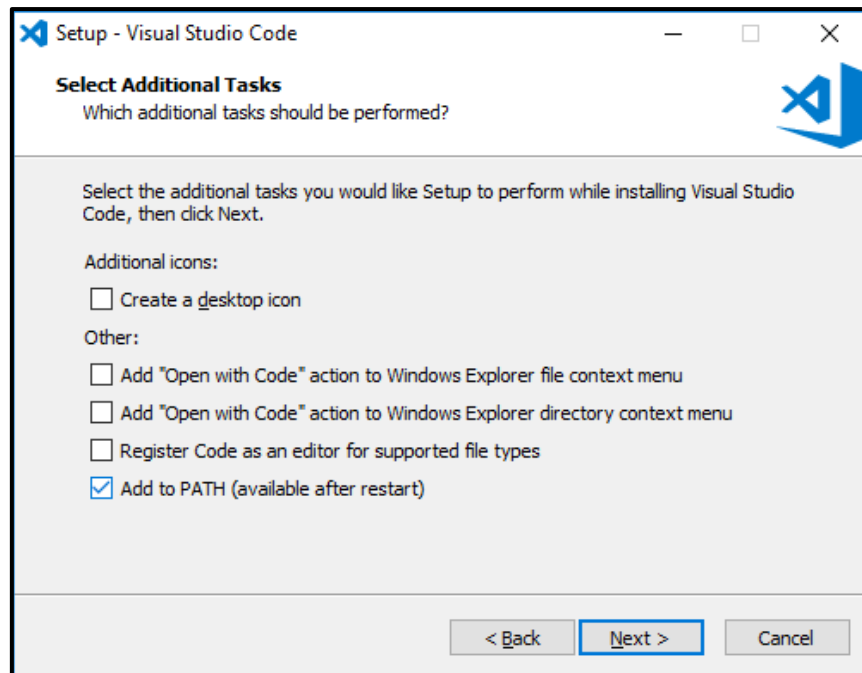 Setup - Visual Studio Code
Select Additional Tasks
Which additional tasks should be performed?
Select the additional tasks you would like Setup to perform while installing Visual Studio
Code, then click Next.
Additional icons:
Create a desktop icon
Other:
Add "Open with Code" action to Windows Explorer file context menu
Add "Open with Code" action to Windows Explorer directory context menu
Register Code as an editor for supported file types
Add to PATH (available after restart)
< Back Next > Cancel